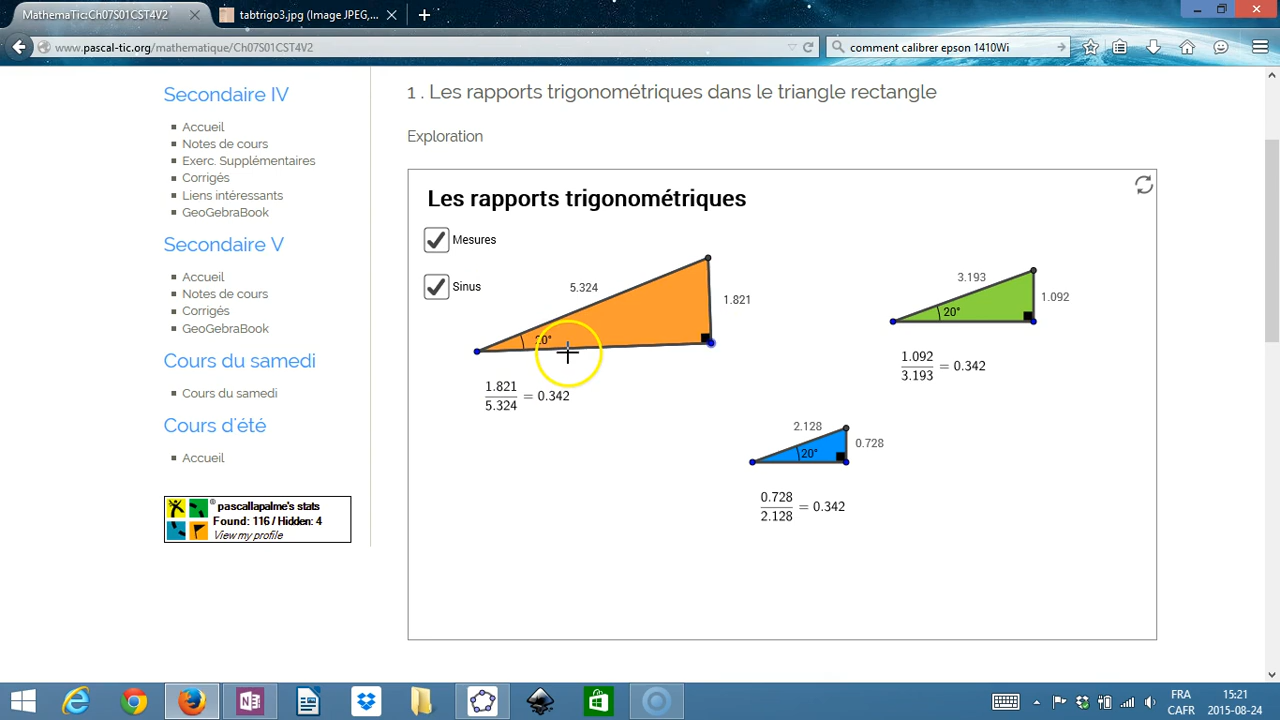 MathemaTic:Ch07S01CST4V2
tabtrigo3.jpg (Image JPEG,...
www.pascal-tic.org/mathematique/Ch07S01CST4V2
comment calibrer epson 1410Wi
Secondaire IV
Accueil
Notes de cours
Exerc. Supplémentaires
Corrigés
Liens intéressants
GeoGebraBook
Secondaire V
Accueil
Notes de cours
Corrigés
GeoGebraBook
Cours du samedi
Cours du samedi
Cours d'été
Accueil
pascallapalme's stats
Found: 116 / Hidden: 4
View my profile
1 . Les rapports trigonométriques dans le triangle rectangle
Exploration
Les rapports trigonométriques
Mesures
Sinus
5.324
1.821
20°
1.821
5.324
= 0.342
3.193
1.092
20°
1.092
3.193
= 0.342
2.128
0.728
20°
0.728
2.128
= 0.342
FRA
CAFR
15:21
2015-08-24